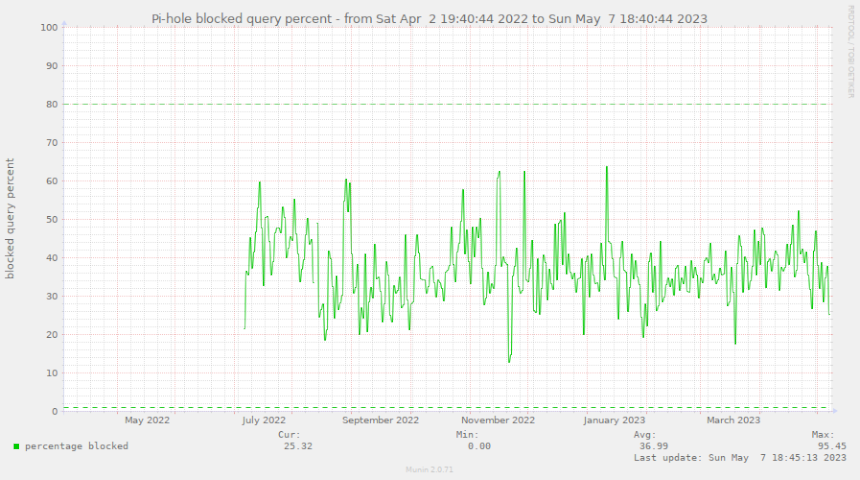 Pi-hole blocked query percent - from Sat Apr 2 19:40:44 2022 to Sun May 7 18:40:44 2023
PROTOOL / TOBI OETIKER
blocked query percent
100
90
80
70
60
50
40
30
20
10
0
May 2022 July 2022 September 2022 November 2022 January 2023 March 2023
Cur: Min: Avg: Max:
percentage blocked 25.32 0.00 36.99 95.45
Last update: Sun May 7 18:45:13 2023
Munin 2.0.71